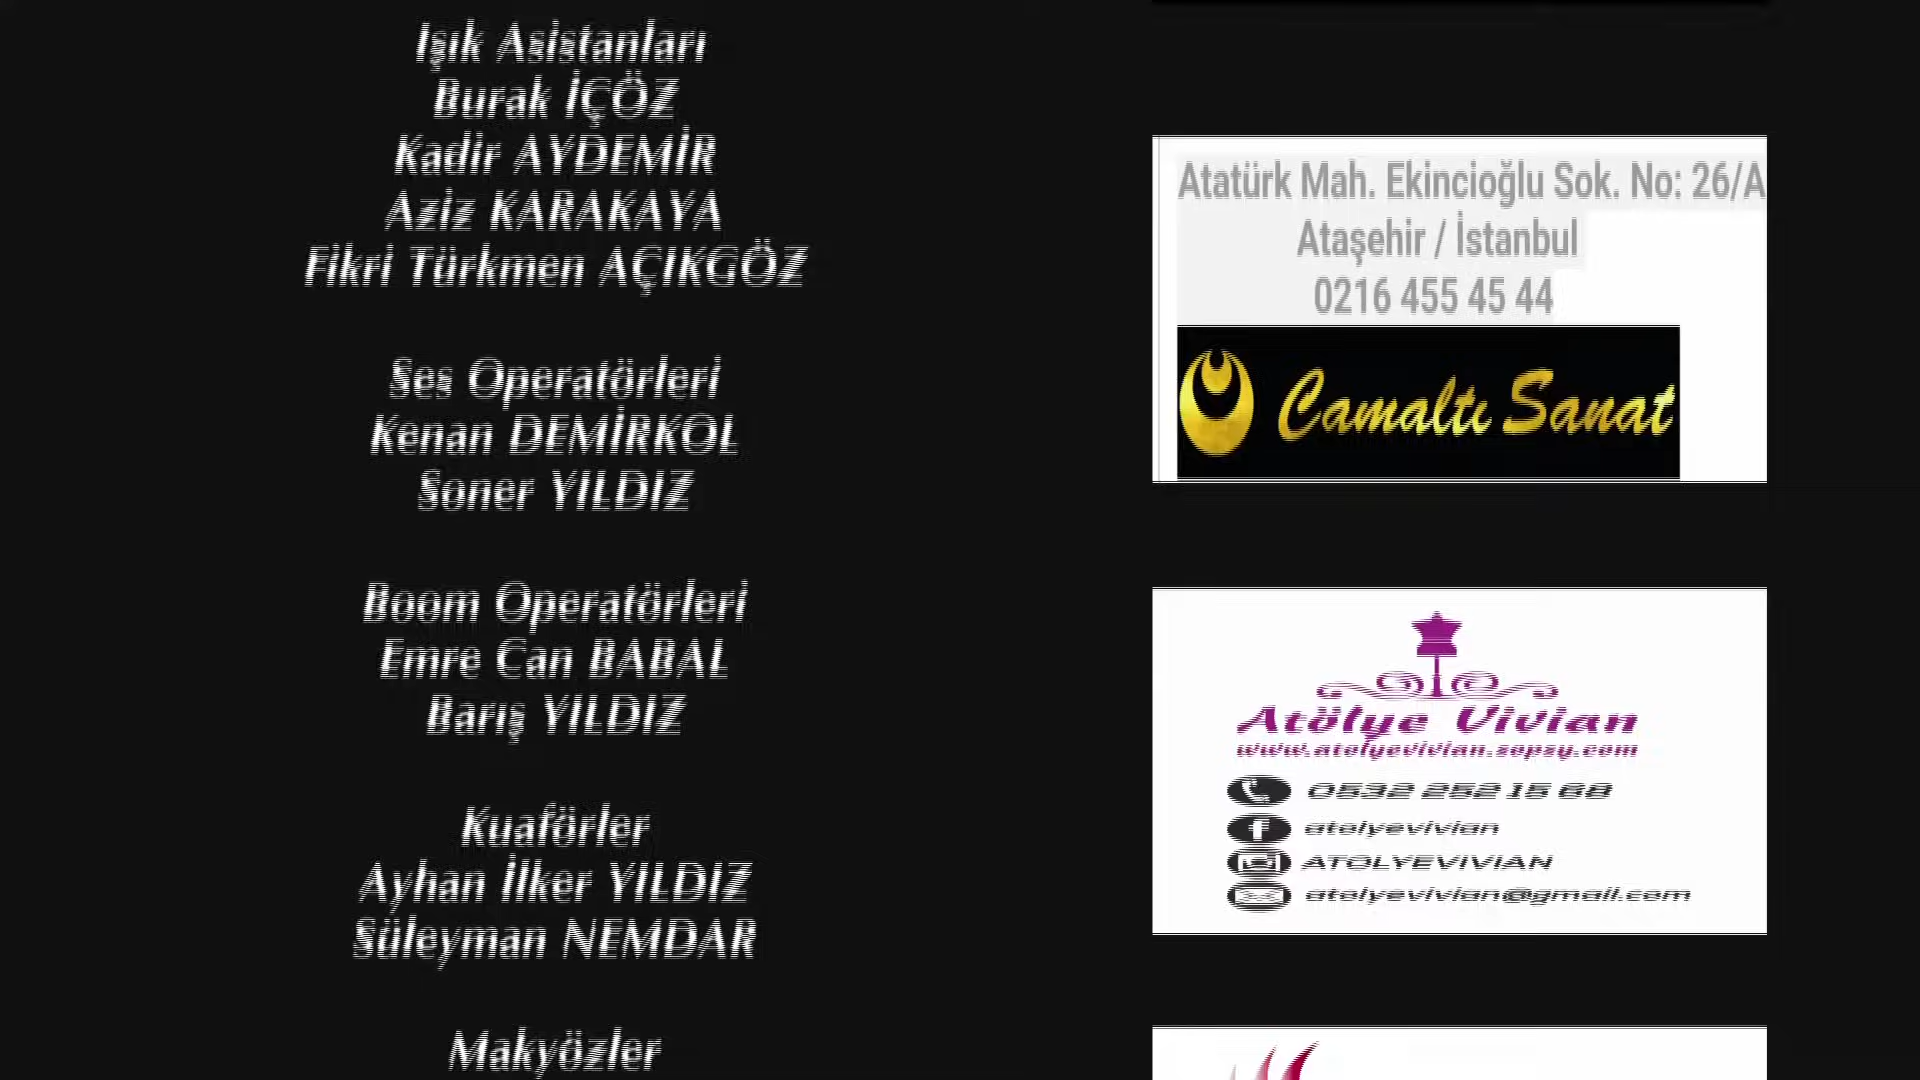 Işık Asistanları
Burak İÇÖZ
Kadir AYDEMİR
Aziz KARAKAYA
Fikri Türkmen AÇIKGÖZ
Ses Operatörleri
Kenan DEMİRKOL
Soner YILDIZ
Boom Operatörleri
Emre Can BABAL
Barış YILDIZ
Kuaförler
Ayhan İlker YILDIZ
Süleyman NEMDAR
Makyözler
Atatürk Mah. Ekincioğlu Sok. No: 26/A
Ataşehir / İstanbul
0216 455 45 44
Camaltı Sanat
Atölye Vivian
www.atolyevivian.sopsy.com
0532 252 15 68
atolyevivian
ATOLYEVIVIAN
atolyevivian@gmail.com